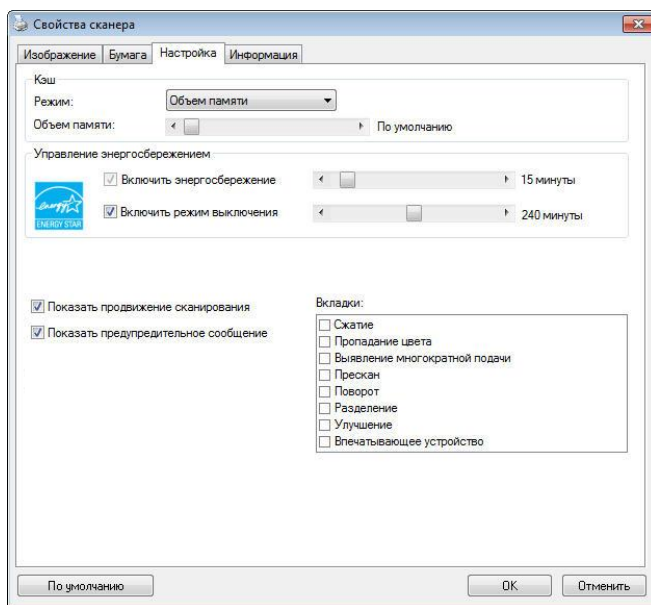 Свойства сканера
Изображение Бумага Настройка Информация
Кэш
Режим: Объем памяти
Объем памяти: По умолчанию
Управление энергосбережением
Включить энергосбережение 15 минуты
Включить режим выключения 240 минуты
energy
ENERGY STAR
Показать продвижение сканирования
Показать предупредительное сообщение
Вкладки:
Сжатие
Пропадание цвета
Выявление многократной подачи
Прескан
Поворот
Разделение
Улучшение
Впечатывающее устройство
По умолчанию OK Отменить